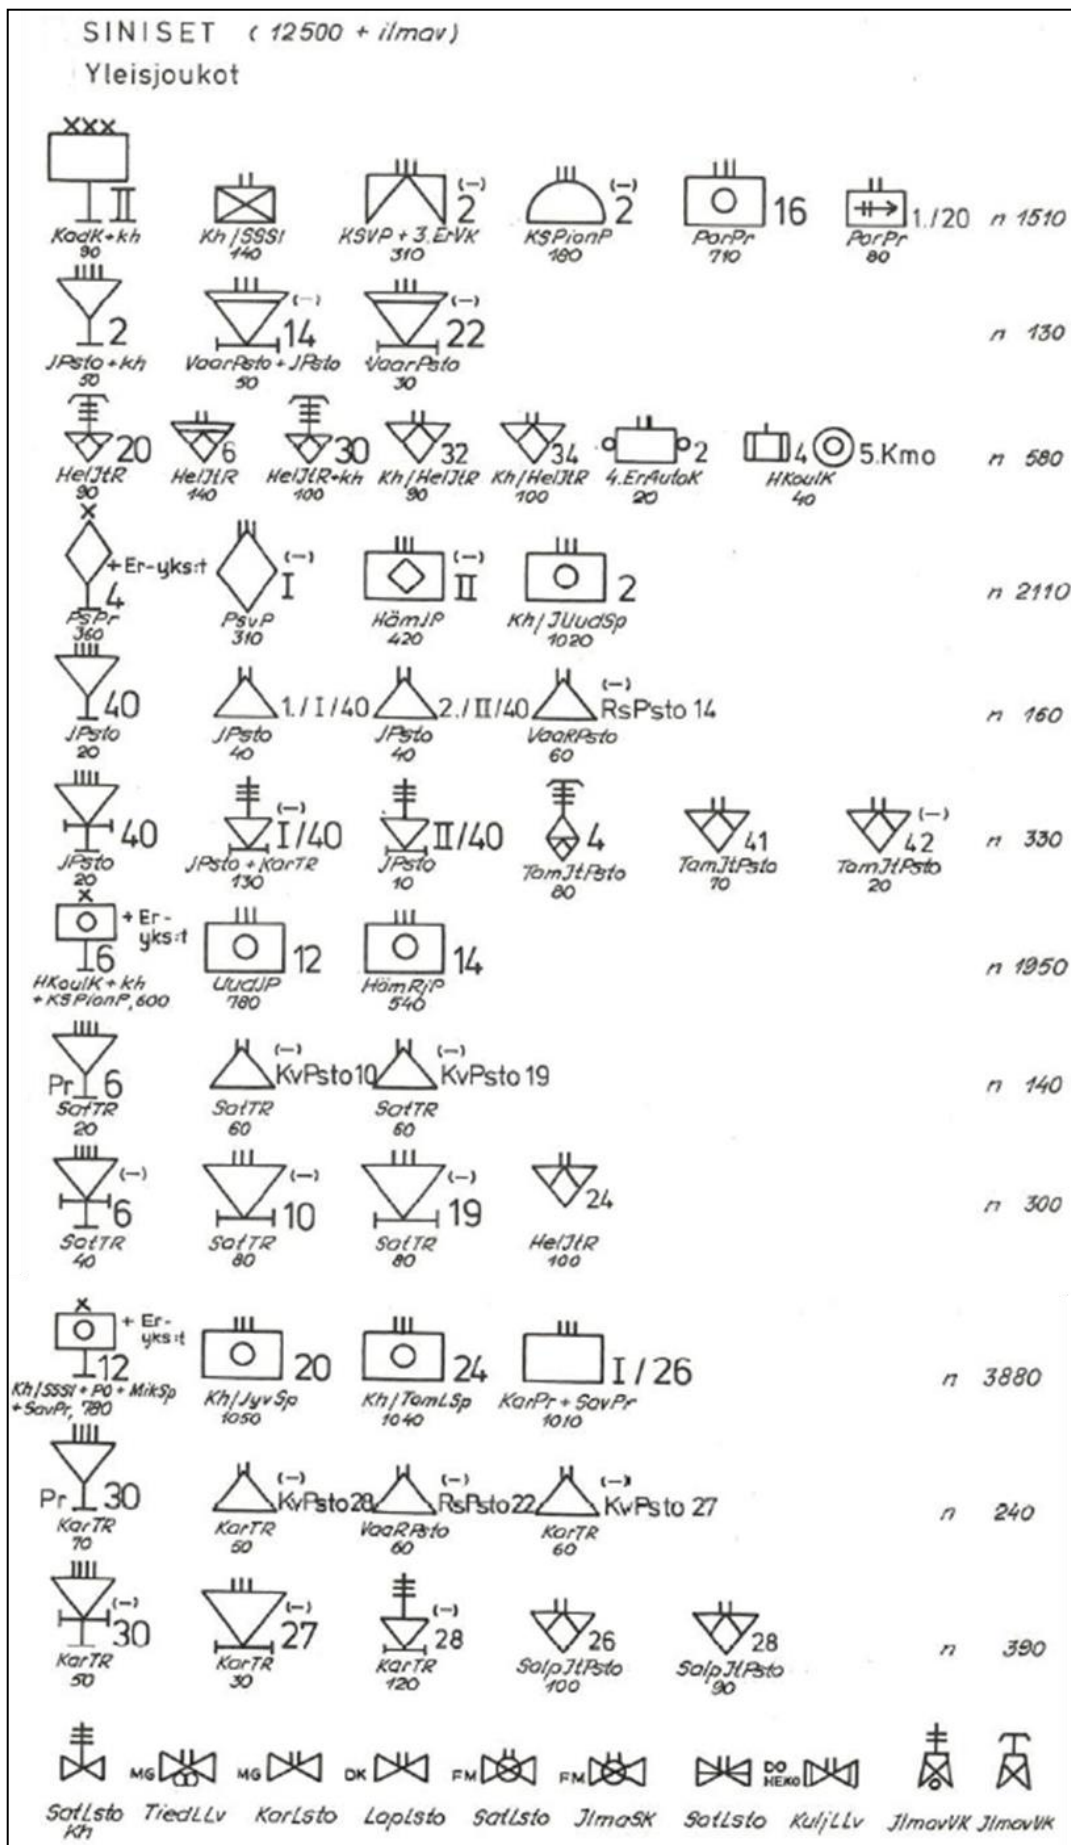 SINISET (12500 + ilmav)
Yleisjoukot
XXX
II (-) 2 (-) 2 16 1./20 n 1510
KadK+kh Kh/SSSl KSVP + 3.ErVK KSPionP PorPr PorPr
90 140 310 180 710 80
2 (-) 14 (-) 22 n 130
JPsto+kh VaarPsto + JPsto VaarPsto
50 50 30
20 6 30 32 34 2 4 5.Kmo n 580
HelJtR HelJtR HelJtR+kh Kh/HelJtR Kh/HelJtR 4.ErAutoK HKoulK
90 140 100 90 100 20 40
X
4 +Er-yks:t (-) I (-) II 2 n 2110
PsPr PsvP HämJP Kh/JUudSp
360 310 420 1020
40 1./I/40 2./II/40 (-) RsPsto 14 n 160
JPsto JPsto JPsto VaaRPsto
20 40 40 60
40 (-) I/40 II/40 4 41 (-) 42 n 330
JPsto JPsto + KarTR JPsto TamJtPsto TamJtPsto TamJtPsto
20 130 10 80 70 20
X
6 + Er-yks:t 12 14 n 1950
HKoulK + kh UudJP HämRjP
+ KSPionP, 600 780 540
Pr 6 (-) KvPsto 10 (-) KvPsto 19 n 140
SatTR SatTR SatTR
20 60 60
(-) 6 (-) 10 (-) 19 24 n 300
SatTR SatTR SatTR HelJtR
40 80 80 100
X
12 + Er-yks:t 20 24 I/26 n 3880
Kh/SSSl + PO + MikSp Kh/JyvSp Kh/TamLSp KarPr + SavPr
+ SavPr, 780 1050 1040 1010
Pr 30 (-) KvPsto 28 (-) RsPsto 22 (-) KvPsto 27 n 240
KarTR KarTR VaaRPsto KarTR
70 50 60 60
(-) 30 (-) 27 (-) 28 26 28 n 390
KarTR KarTR KarTR SalpJtPsto SalpJtPsto
50 30 120 100 90
MG MG DK FM FM DO HEKO
SatLsto TiedLLv KarLsto LapLsto SatLsto JlmaSK SatLsto KuljLLv JlmavVK JlmavVK
Kh